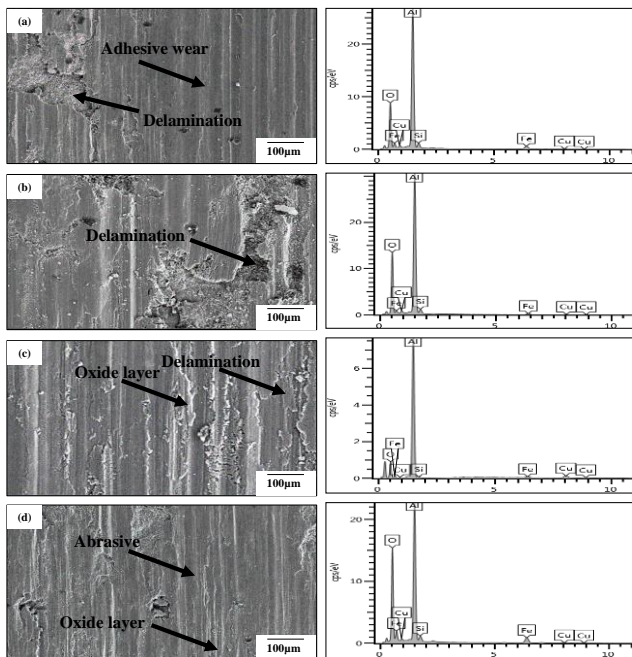 (a)
Adhesive wear
Delamination
100μm
cps/eV
20
10
0
Al
O
Cu
Fe
Si
Fe
Cu
Cu
0
5
10
(b)
Delamination
100μm
cps/eV
20
10
0
Al
O
Cu
Fe
Si
Fe
Cu
Cu
0
5
10
(c)
Oxide layer
Delamination
100μm
cps/eV
6
4
2
0
Al
Fe
O
Cu
Si
Fe
Cu
Cu
0
5
10
(d)
Abrasive
Oxide layer
100μm
cps/eV
20
15
10
5
0
Al
O
Cu
Fe
Si
Fe
Cu
Cu
0
5
10